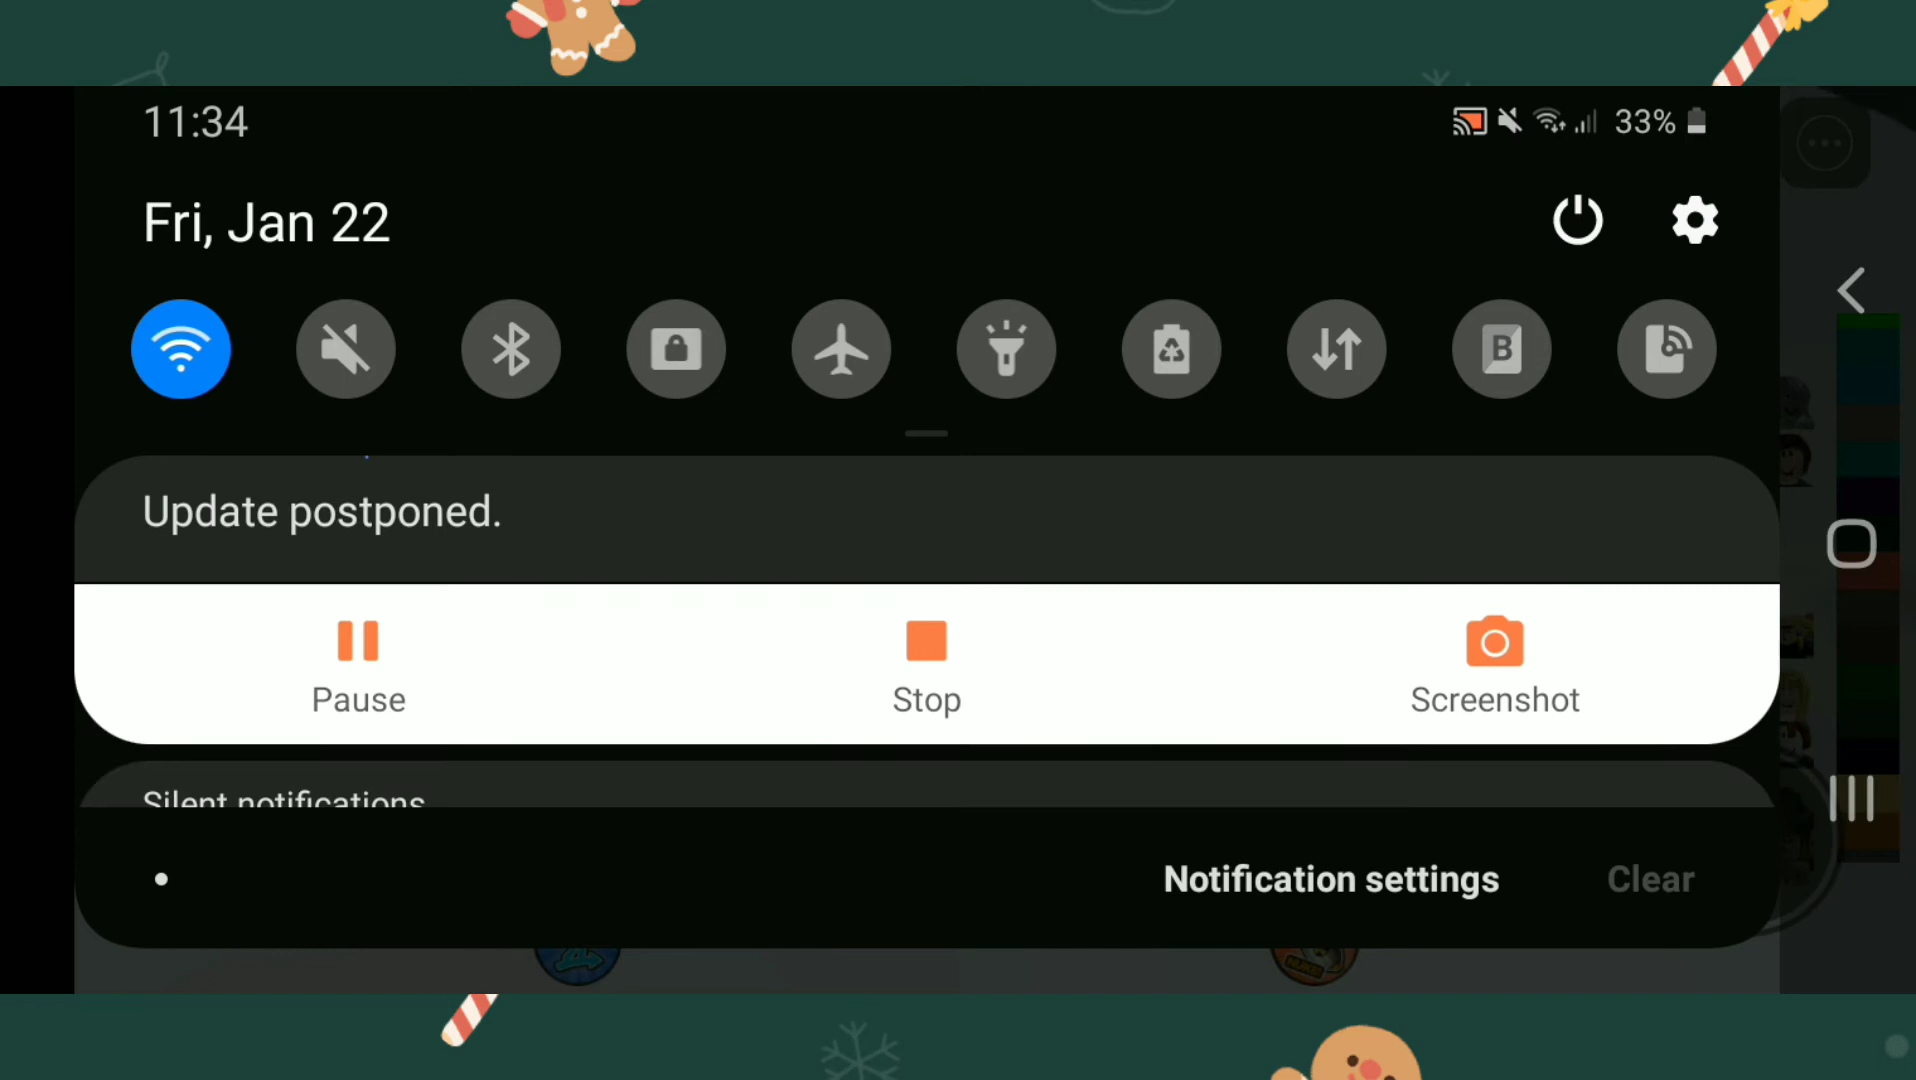 11:34
33%
Fri, Jan 22
B
Update postponed.
Pause
Stop
Screenshot
Silent notifications
Notification settings
Clear